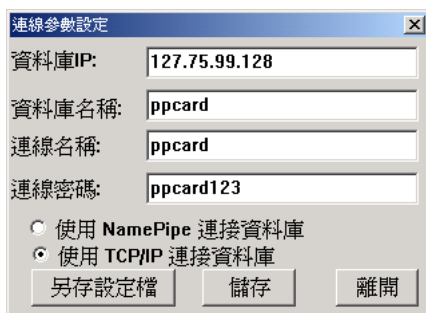 連線參數設定
資料庫IP: 127.75.99.128
資料庫名稱: ppcard
連線名稱: ppcard
連線密碼: ppcard123
使用 NamePipe 連接資料庫
使用 TCP/IP 連接資料庫
另存設定檔 儲存 離開